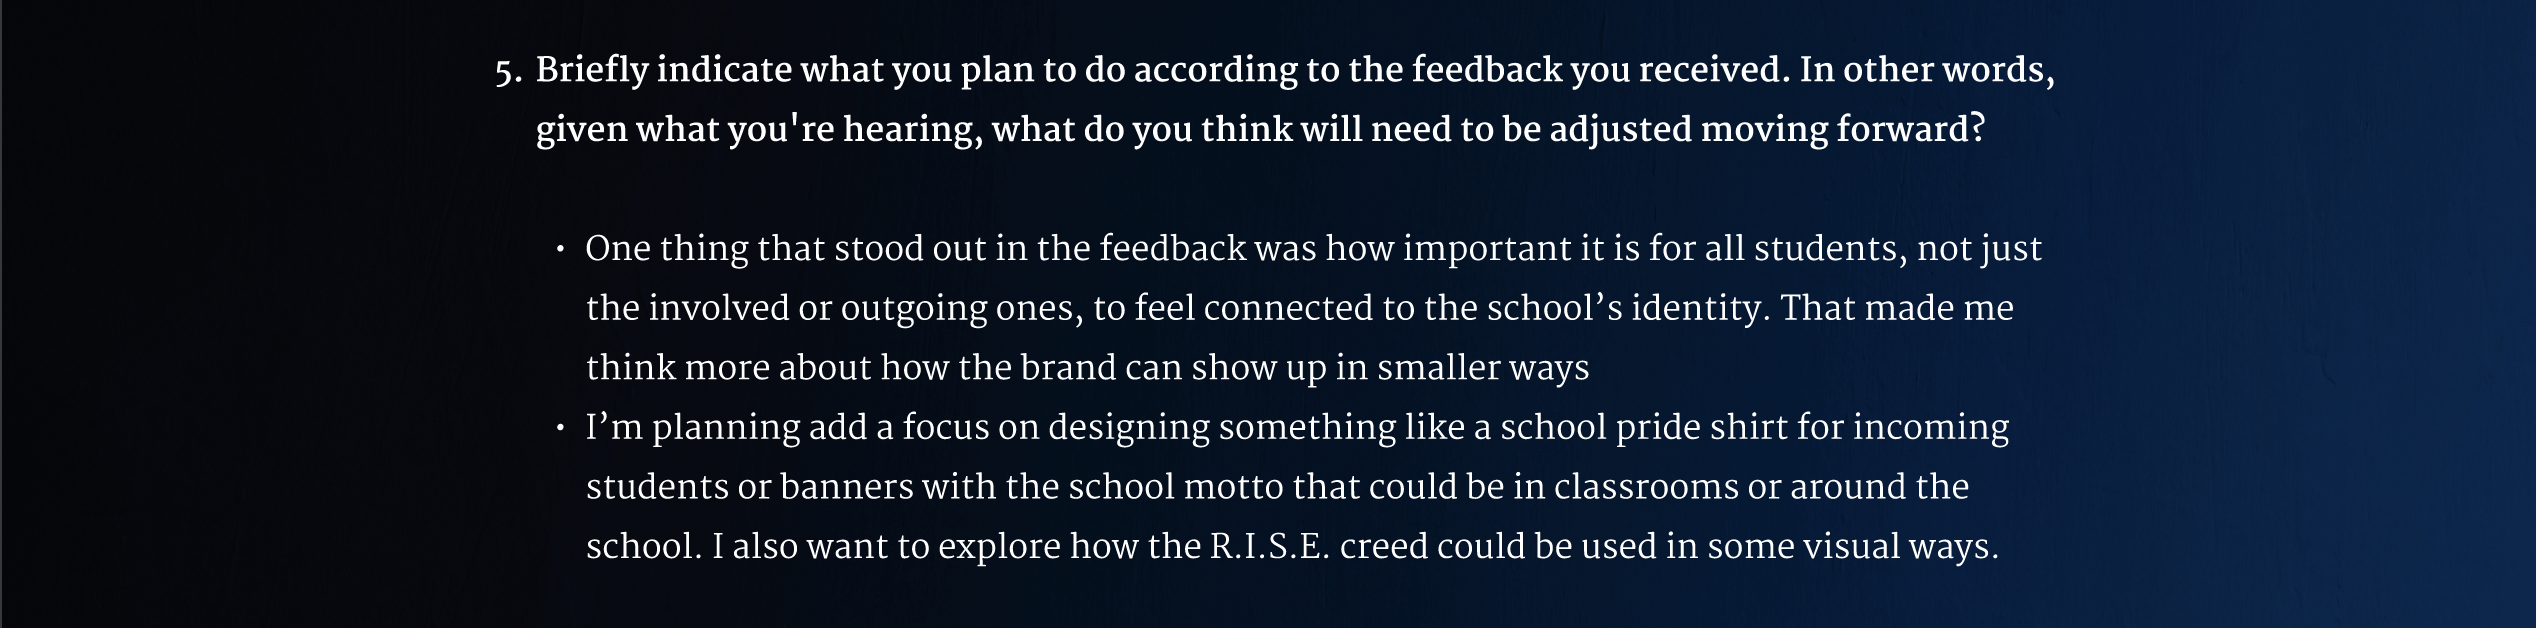 5. Briefly indicate what you plan to do according to the feedback you received. In other words,
given what you're hearing, what do you think will need to be adjusted moving forward?
• One thing that stood out in the feedback was how important it is for all students, not just
the involved or outgoing ones, to feel connected to the school’s identity. That made me
think more about how the brand can show up in smaller ways
• I’m planning add a focus on designing something like a school pride shirt for incoming
students or banners with the school motto that could be in classrooms or around the
school. I also want to explore how the R.I.S.E. creed could be used in some visual ways.